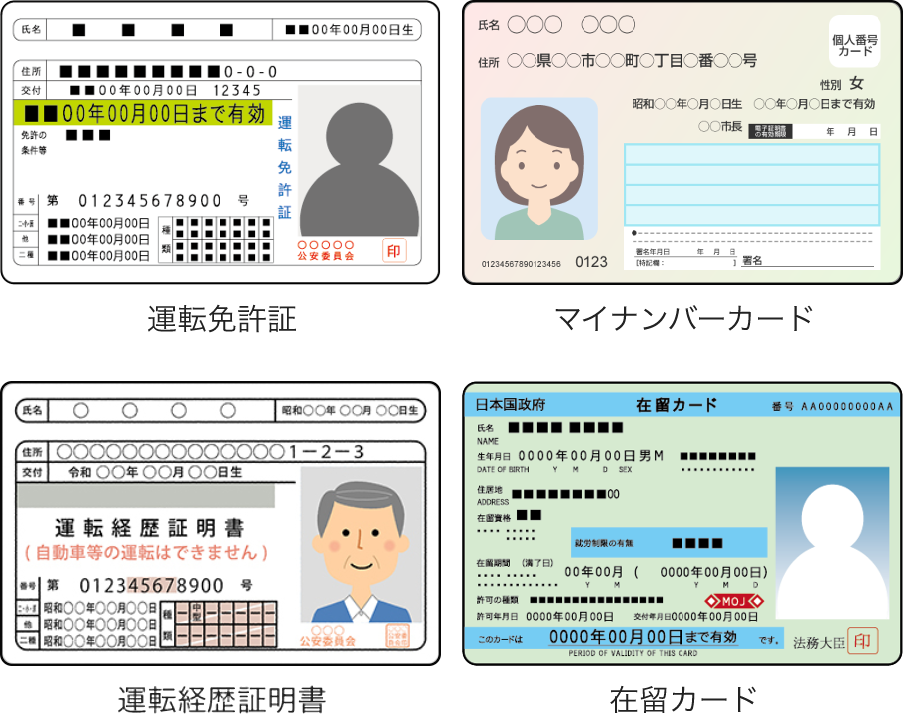 氏名 ■ ■ ■ ■ ■■00年00月00日生
住所 ■■■■■■■■■0-0-0
交付 ■■00年00月00日 12345
■■00年00月00日まで有効
免許の
条件等 ■■■
運転免許証
番号 第 012345678900 号
二・小・原 ■■00年00月00日
他 ■■00年00月00日
二種 ■■00年00月00日
種類
○○○○○
公安委員会
印
運転免許証
氏名 ○○○ ○○○
個人番号
カード
住所 ○○県○○市○○町○丁目○番○○号
性別 女
昭和○○年○月○日生 ○○年○月○日まで有効
○○市長
電子証明書
の有効期限
年 月 日
署名年月日 年 月 日
[特記欄: ] 署名
01234567890123456 0123
マイナンバーカード
氏名 ○ ○ ○ ○ 昭和○○年 ○○月 ○○日生
住所 ○○○○○○○○○○○○○○1-2-3
交付 令和 ○○年 ○○月 ○○日生
運転経歴証明書
(自動車等の運転はできません)
番号 第 012345678900 号
二・小・原 昭和○○年○○月○○日
他 昭和○○年○○月○○日
二種 昭和○○年○○月○○日
種類
中型
○○○
公安委員会
運転経歴証明書
日本国政府 在留カード 番号 AA00000000AA
氏名 ■■■■ ■■■■
NAME
生年月日 0000年00月00日 男M ■■■■■■■■
DATE OF BIRTH Y M D SEX
住居地
ADDRESS ■■■■■■■■00
在留資格 ■■
就労制限の有無 ■■■■
在留期間 (満了日)
00年00月 ( 0000年00月00日)
Y M Y M D
許可の種類 ■■■■■■■■■■■■■■
MOJ
許可年月日 0000年00月00日 交付年月日0000年00月00日
このカードは 0000年00月00日まで有効 です。
PERIOD OF VALIDITY OF THIS CARD
法務大臣 印
在留カード